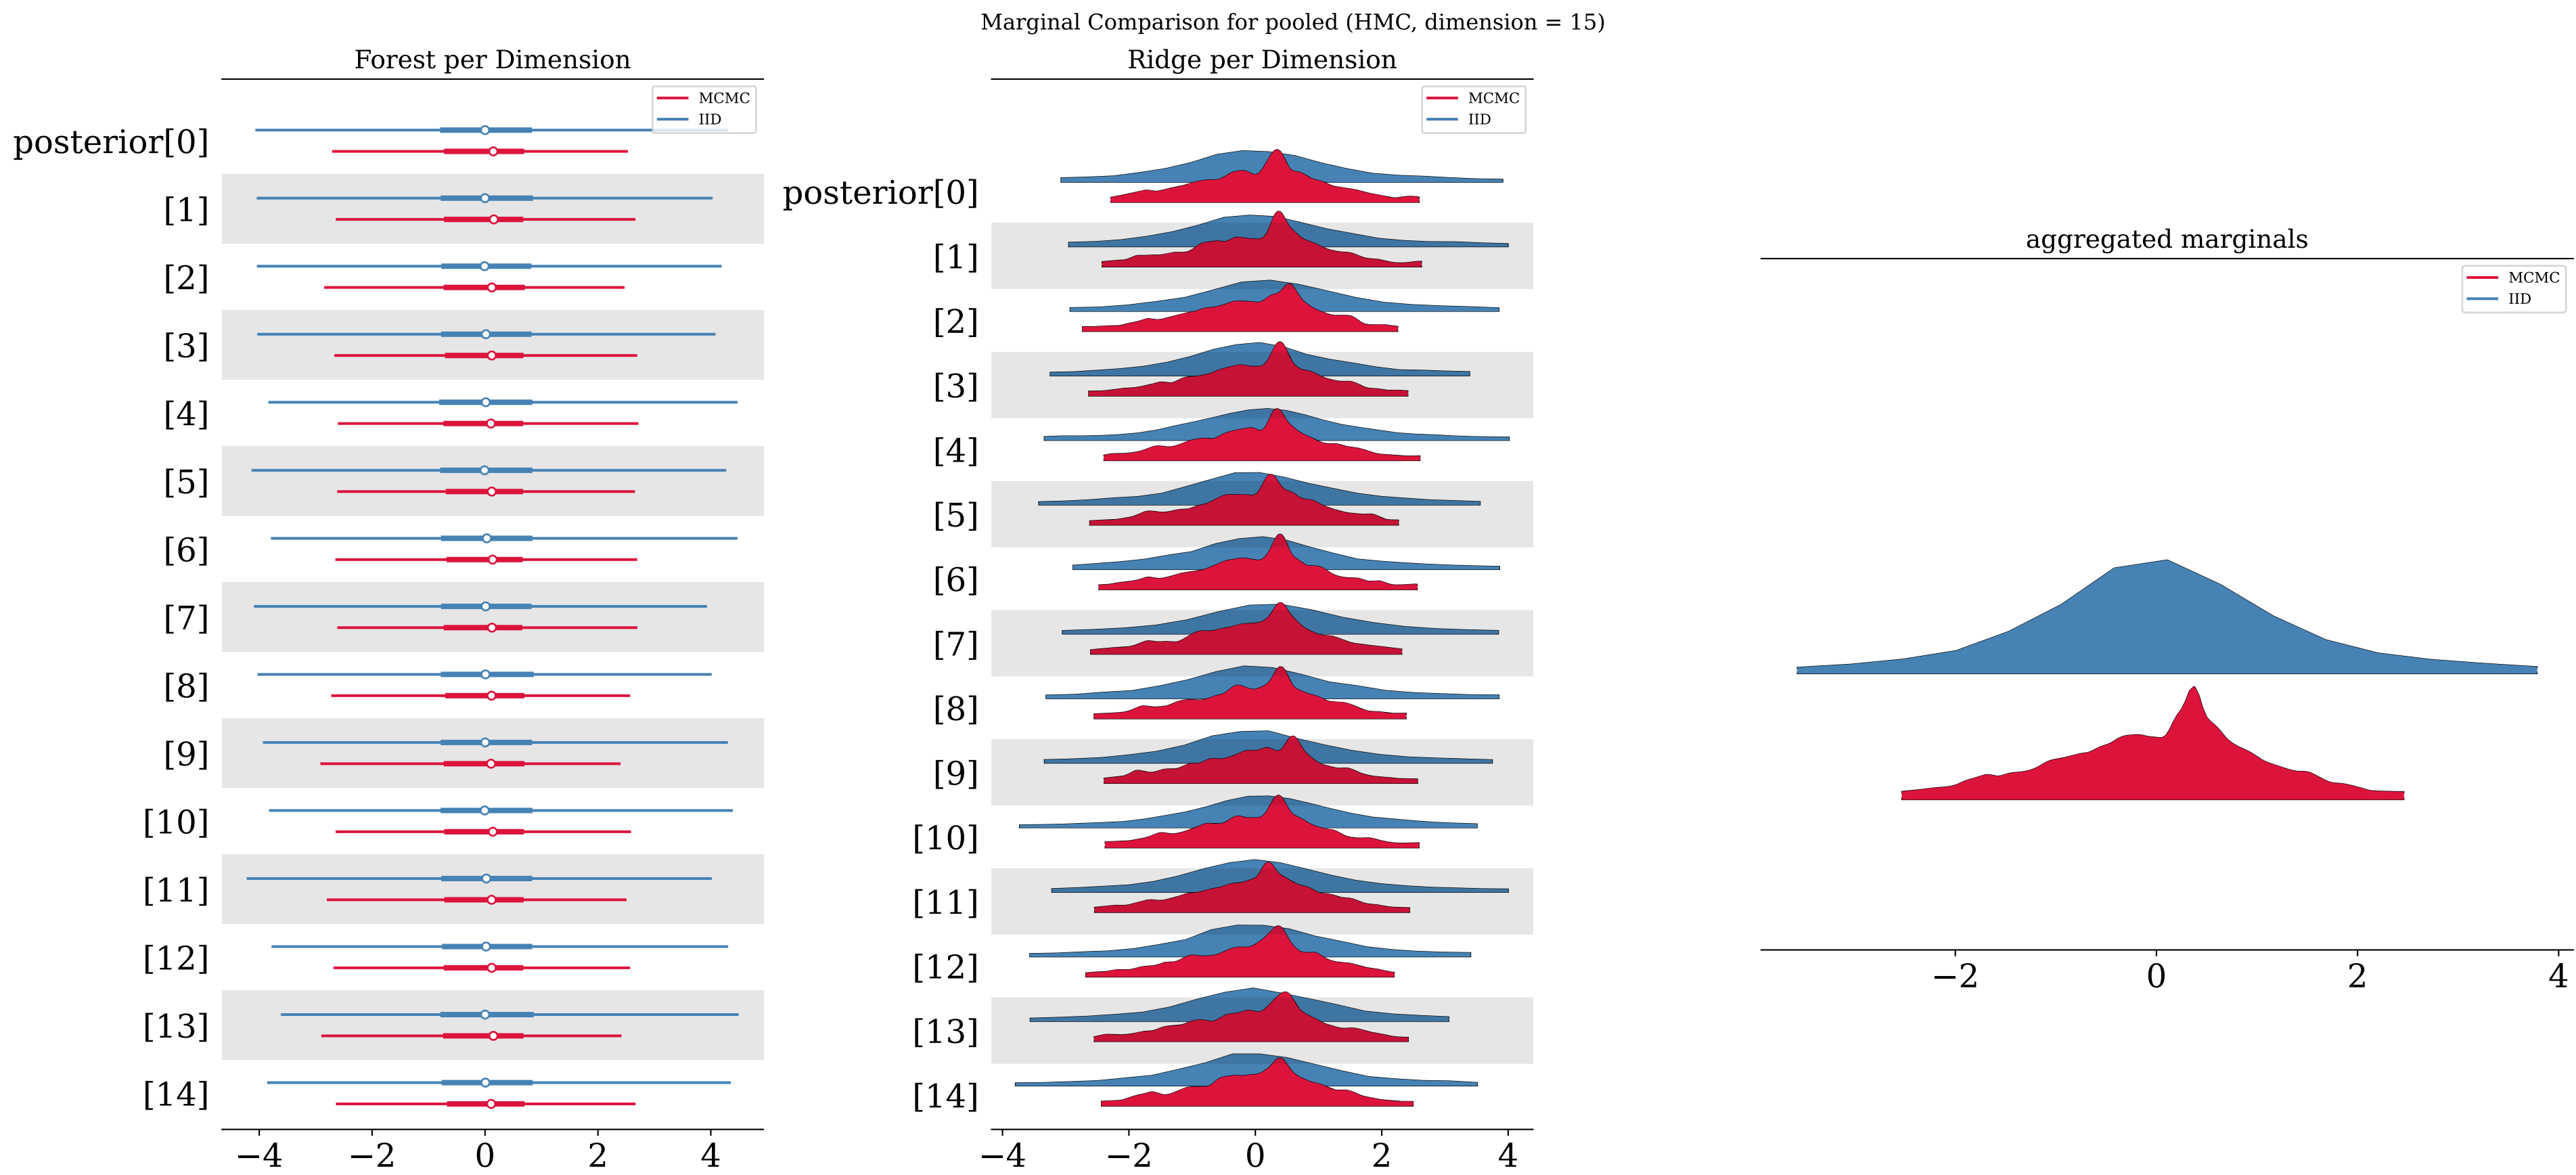 Marginal Comparison for pooled (HMC, dimension = 15)
Forest per Dimension
MCMC
IID
posterior[0]
[1]
[2]
[3]
[4]
[5]
[6]
[7]
[8]
[9]
[10]
[11]
[12]
[13]
[14]
−4 −2 0 2 4
Ridge per Dimension
MCMC
IID
posterior[0]
[1]
[2]
[3]
[4]
[5]
[6]
[7]
[8]
[9]
[10]
[11]
[12]
[13]
[14]
−4 −2 0 2 4
aggregated marginals
MCMC
IID
−2 0 2 4